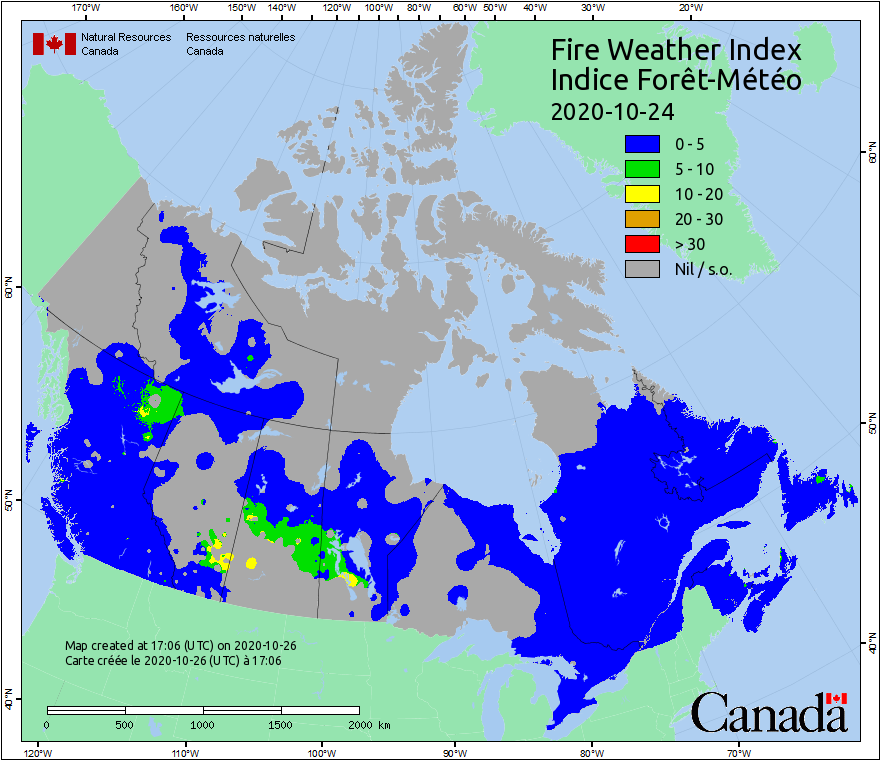 170°W 160°W 150°W 140°W 130°W 120°W 110°W 100°W 90°W 80°W 60°W 50°W 40°W 30°W 20°W
Natural Resources Ressources naturelles
Canada Canada
Fire Weather Index
Indice Forêt-Météo
2020-10-24
0 - 5
5 - 10
10 - 20
20 - 30
> 30
Nil / s.o.
60°N
60°N
50°N
50°N
40°N
40°N
Map created at 17:06 (UTC) on 2020-10-26
Carte créée le 2020-10-26 (UTC) à 17:06
0 500 1000 1500 2000 km
Canada
120°W 110°W 100°W 90°W 80°W 70°W